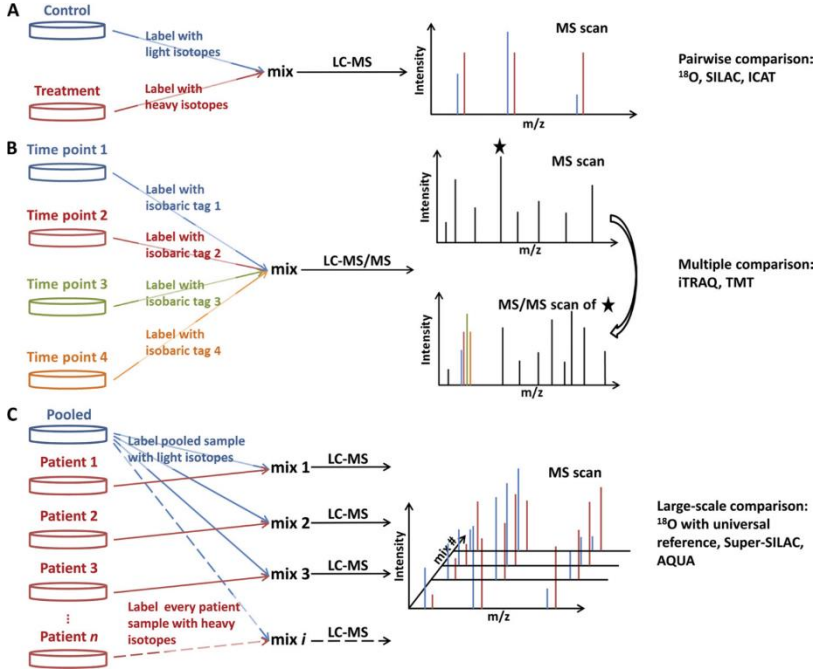 A
Control
Label with
light isotopes
Treatment
Label with
heavy isotopes
mix
LC-MS
MS scan
Intensity
m/z
Pairwise comparison:
¹⁸O, SILAC, ICAT
B
Time point 1
Label with
isobaric tag 1
Time point 2
Label with
isobaric tag 2
Time point 3
Label with
isobaric tag 3
Time point 4
Label with
isobaric tag 4
mix
LC-MS/MS
MS scan
Intensity
m/z
MS/MS scan of
Intensity
m/z
Multiple comparison:
iTRAQ, TMT
C
Pooled
Label pooled sample
with light isotopes
Patient 1
Patient 2
Patient 3
...
Patient n
Label every patient
sample with heavy
isotopes
mix 1
LC-MS
mix 2
LC-MS
mix 3
LC-MS
mix i
LC-MS
MS scan
Intensity
mix #
m/z
Large-scale comparison:
¹⁸O with universal
reference, Super-SILAC,
AQUA